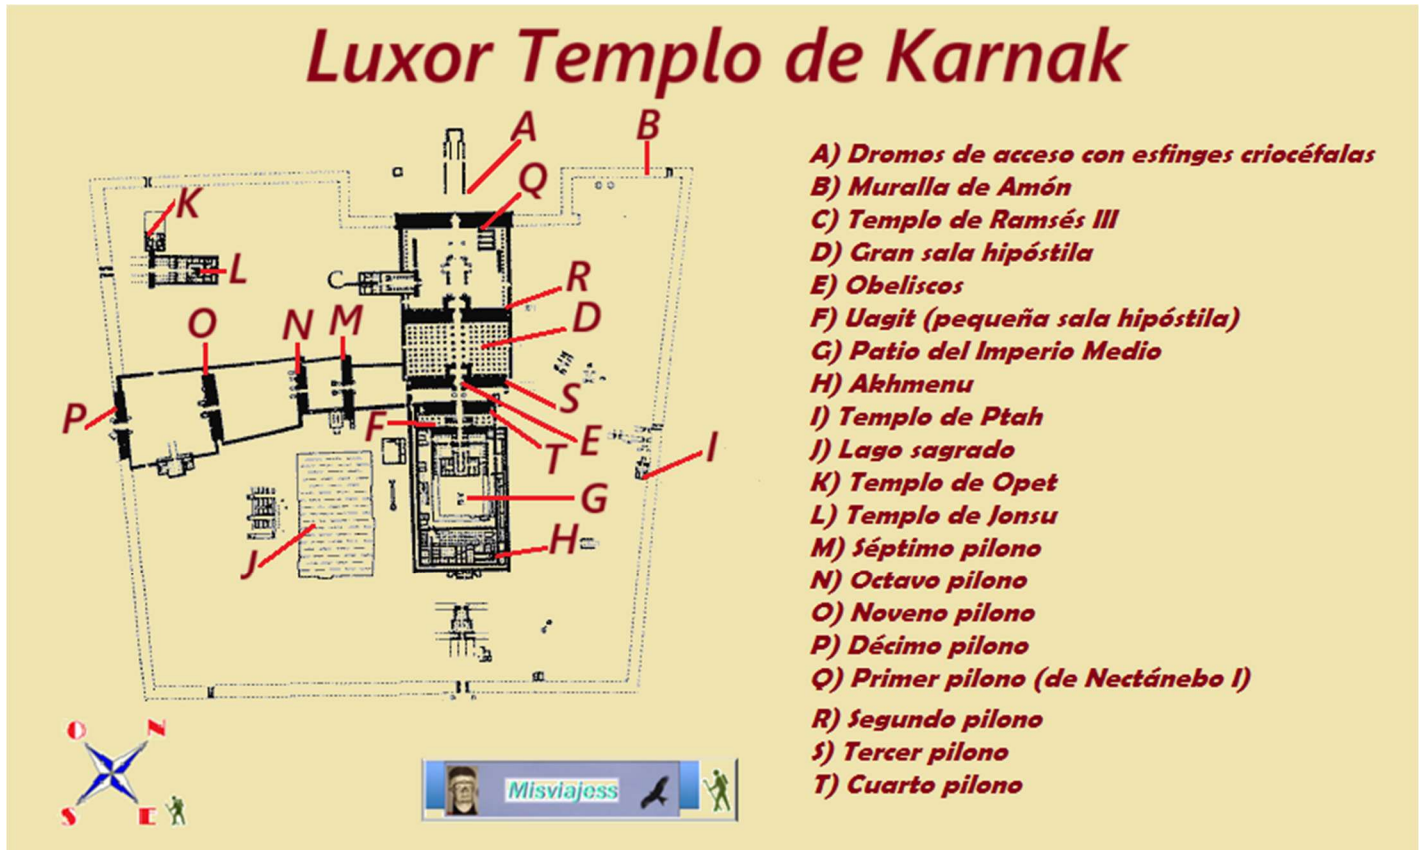 Luxor Templo de Karnak
A
B
Q
K
L
C
R
O
N
M
D
P
S
F
E
T
I
G
H
J
A) Dromos de acceso con esfinges criocéfalas
B) Muralla de Amón
C) Templo de Ramsés III
D) Gran sala hipóstila
E) Obeliscos
F) Uagit (pequeña sala hipóstila)
G) Patio del Imperio Medio
H) Akhmenu
I) Templo de Ptah
J) Lago sagrado
K) Templo de Opet
L) Templo de Jonsu
M) Séptimo pilono
N) Octavo pilono
O) Noveno pilono
P) Décimo pilono
Q) Primer pilono (de Nectánebo I)
R) Segundo pilono
S) Tercer pilono
T) Cuarto pilono
O
N
S
E
Misviajess